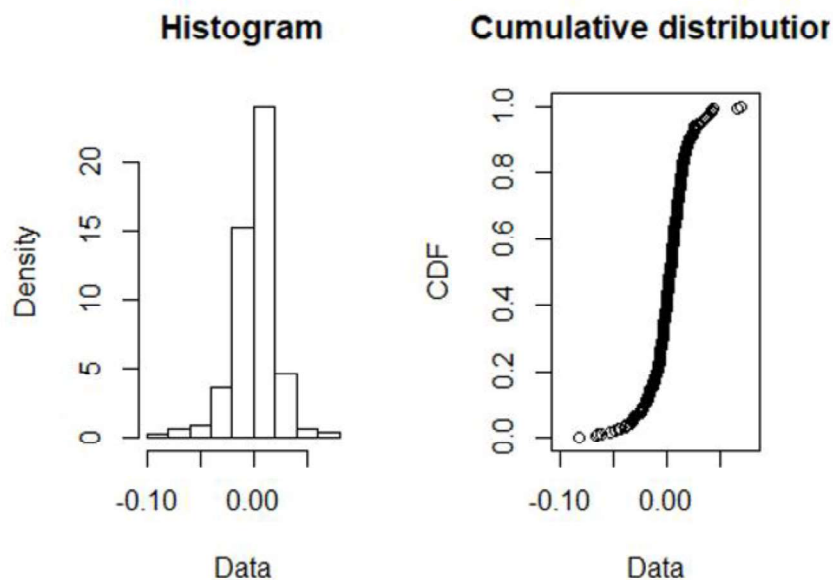 Histogram
Density
0 5 10 15 20
-0.10 0.00
Data
Cumulative distribution
CDF
0.0 0.2 0.4 0.6 0.8 1.0
-0.10 0.00
Data